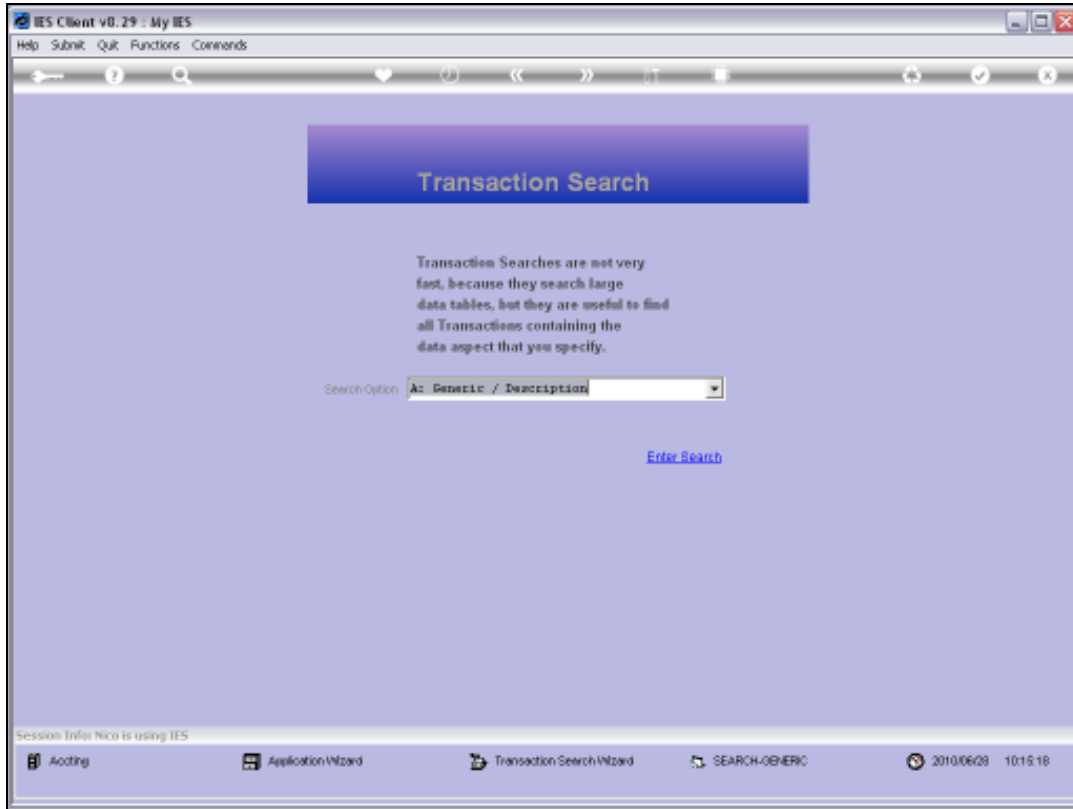 IES Client v8.29 : My IES
Help Submit Quit Functions Commands
Transaction Search
Transaction Searches are not very
fast, because they search large
data tables, but they are useful to find
all Transactions containing the
data aspect that you specify.
Search Option A: Generic / Description
Enter Search
Session Info: Nico is using IES
Accting Application Wizard Transaction Search Wizard SEARCH-GENERIC 2010/06/28 10:15:18